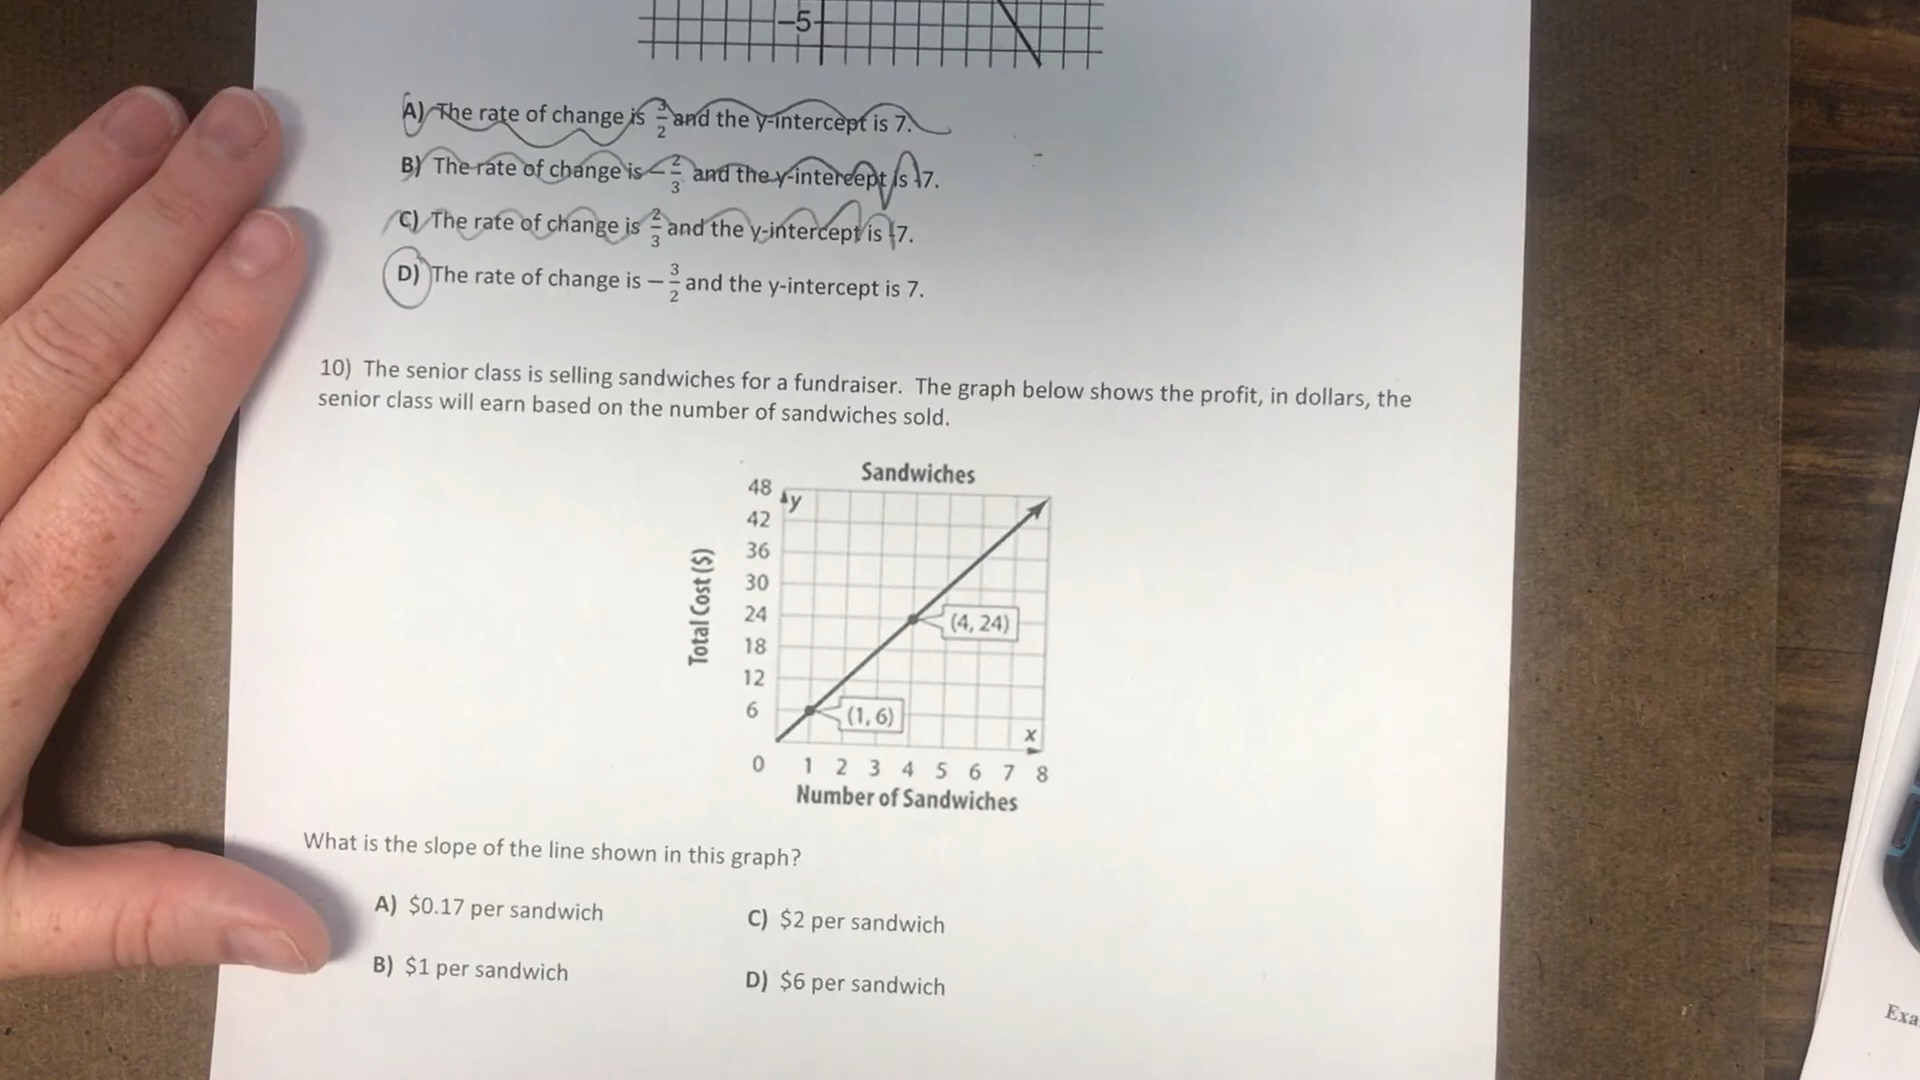 –5
A) The rate of change is 3/2 and the y-intercept is 7.
B) The rate of change is – 2/3 and the y-intercept is 7.
C) The rate of change is 2/3 and the y-intercept is 7.
D) The rate of change is – 3/2 and the y-intercept is 7.
10) The senior class is selling sandwiches for a fundraiser. The graph below shows the profit, in dollars, the
senior class will earn based on the number of sandwiches sold.
Sandwiches
Total Cost ($)
48
42
36
30
24
18
12
6
0
y
(4, 24)
(1, 6)
x
1 2 3 4 5 6 7 8
Number of Sandwiches
What is the slope of the line shown in this graph?
A) $0.17 per sandwich
B) $1 per sandwich
C) $2 per sandwich
D) $6 per sandwich